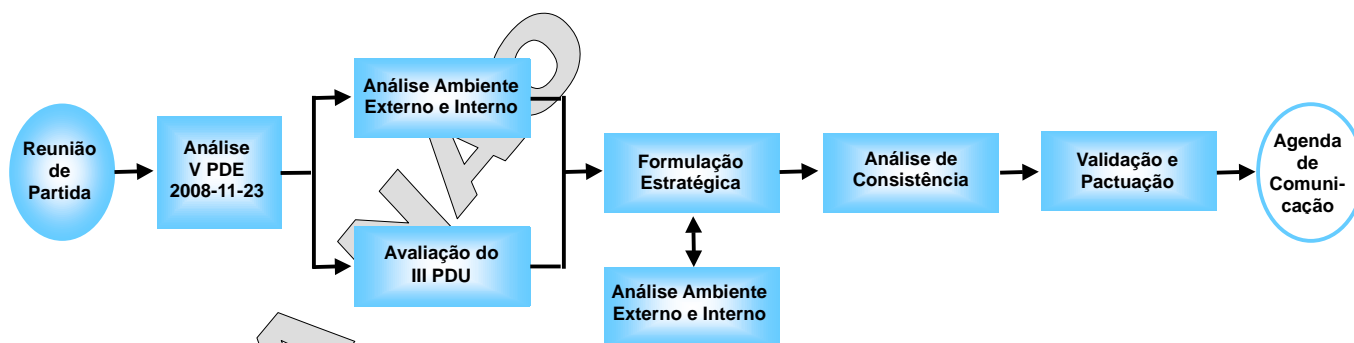 Reunião
de
Partida
Análise
V PDE
2008-11-23
Análise Ambiente
Externo e Interno
Avaliação do
III PDU
Formulação
Estratégica
Análise Ambiente
Externo e Interno
Análise de
Consistência
Validação e
Pactuação
Agenda
de
Comuni-
cação